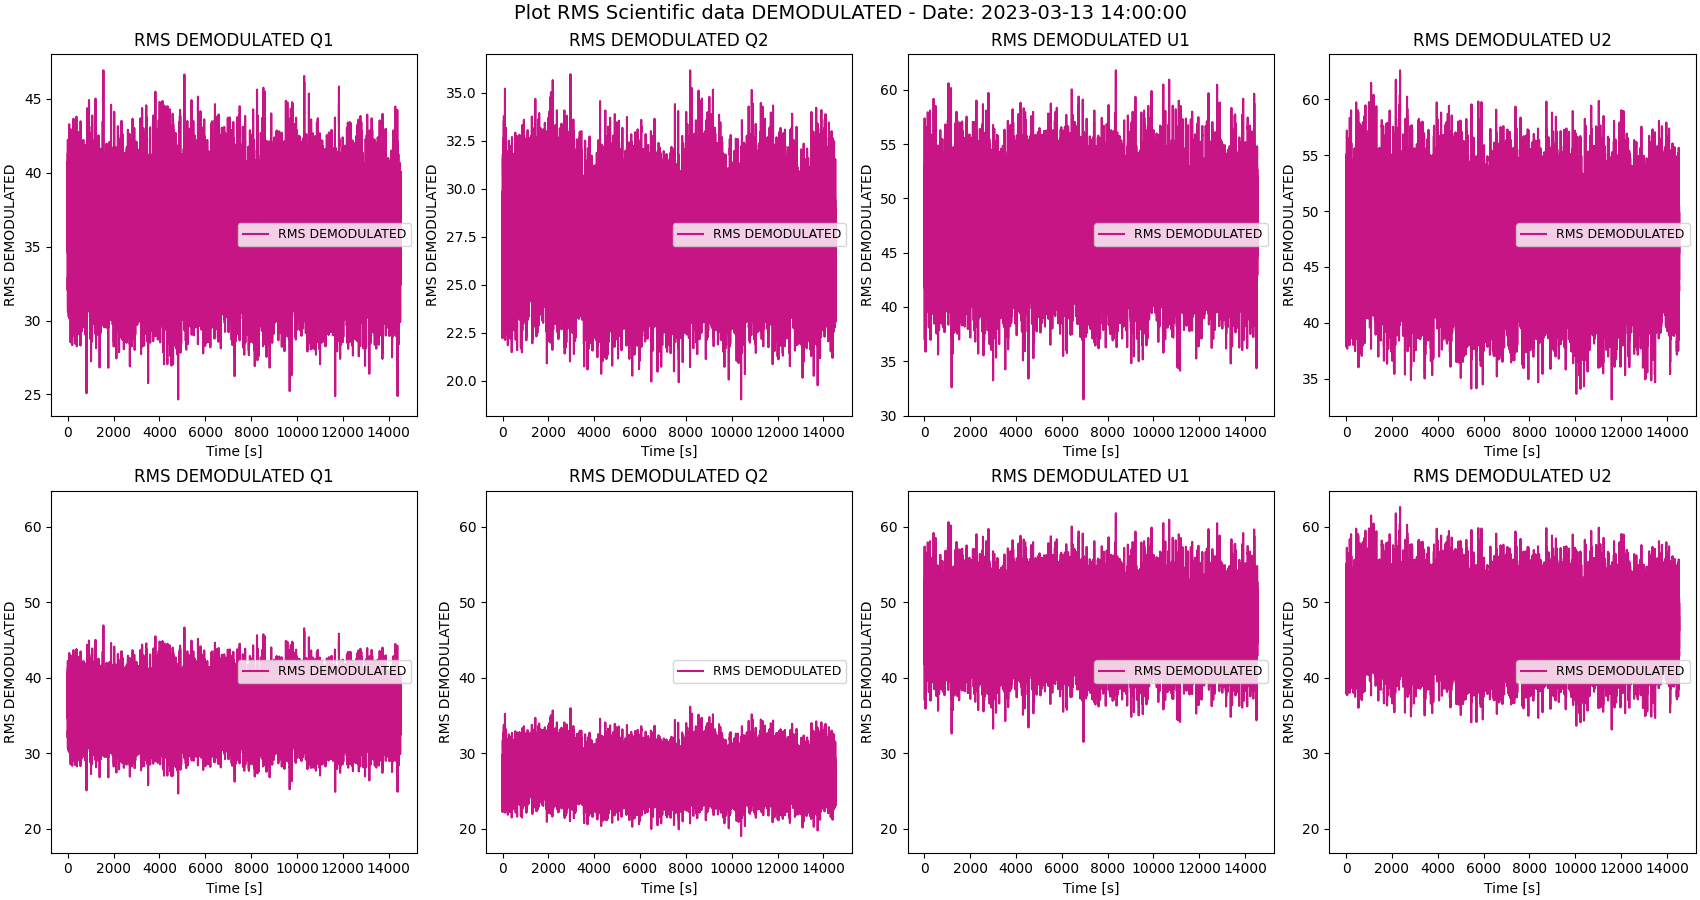 Plot RMS Scientific data DEMODULATED - Date: 2023-03-13 14:00:00
RMS DEMODULATED Q1
RMS DEMODULATED
45
40
35
30
25
RMS DEMODULATED
0 2000 4000 6000 8000 10000 12000 14000
Time [s]
RMS DEMODULATED Q2
RMS DEMODULATED
35.0
32.5
30.0
27.5
25.0
22.5
20.0
RMS DEMODULATED
0 2000 4000 6000 8000 10000 12000 14000
Time [s]
RMS DEMODULATED U1
RMS DEMODULATED
60
55
50
45
40
35
30
RMS DEMODULATED
0 2000 4000 6000 8000 10000 12000 14000
Time [s]
RMS DEMODULATED U2
RMS DEMODULATED
60
55
50
45
40
35
RMS DEMODULATED
0 2000 4000 6000 8000 10000 12000 14000
Time [s]
RMS DEMODULATED Q1
RMS DEMODULATED
60
50
40
30
20
RMS DEMODULATED
0 2000 4000 6000 8000 10000 12000 14000
Time [s]
RMS DEMODULATED Q2
RMS DEMODULATED
60
50
40
30
20
RMS DEMODULATED
0 2000 4000 6000 8000 10000 12000 14000
Time [s]
RMS DEMODULATED U1
RMS DEMODULATED
60
50
40
30
20
RMS DEMODULATED
0 2000 4000 6000 8000 10000 12000 14000
Time [s]
RMS DEMODULATED U2
RMS DEMODULATED
60
50
40
30
20
RMS DEMODULATED
0 2000 4000 6000 8000 10000 12000 14000
Time [s]